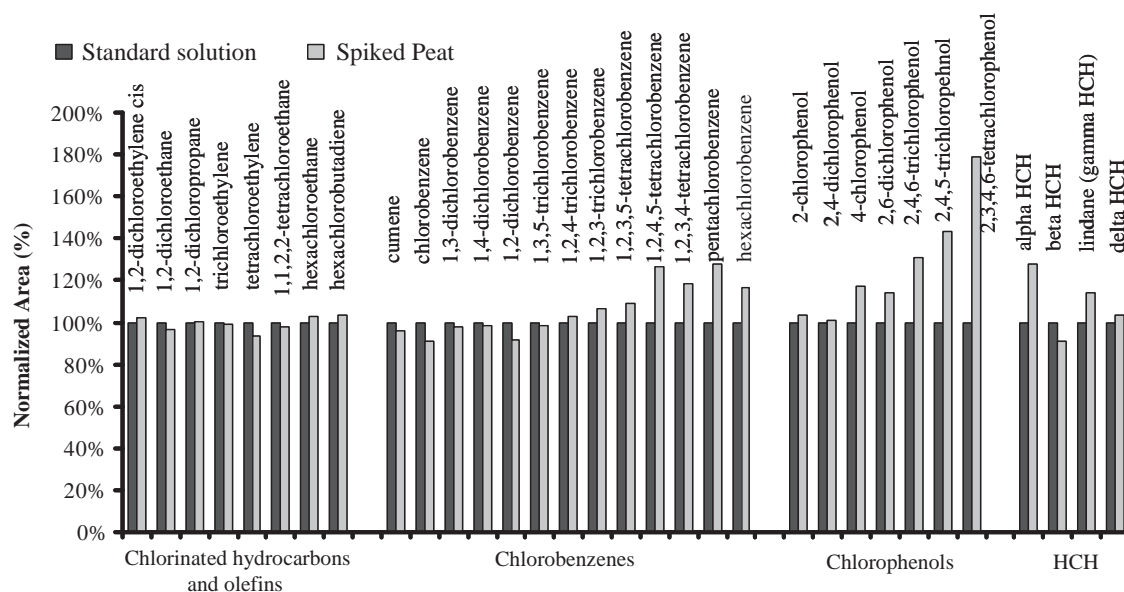 Standard solution
Spiked Peat
Normalized Area (%)
200%
180%
160%
140%
120%
100%
80%
60%
40%
20%
0%
1,2-dichloroethylene cis
1,2-dichloroethane
1,2-dichloropropane
trichloroethylene
tetrachloroethylene
1,1,2,2-tetrachloroethane
hexachloroethane
hexachlorobutadiene
cumene
chlorobenzene
1,3-dichlorobenzene
1,4-dichlorobenzene
1,2-dichlorobenzene
1,3,5-trichlorobenzene
1,2,4-trichlorobenzene
1,2,3-trichlorobenzene
1,2,3,5-tetrachlorobenzene
1,2,4,5-tetrachlorobenzene
1,2,3,4-tetrachlorobenzene
pentachlorobenzene
hexachlorobenzene
2-chlorophenol
2,4-dichlorophenol
4-chlorophenol
2,6-dichlorophenol
2,4,6-trichlorophenol
2,4,5-trichloropehnol
2,3,4,6-tetrachlorophenol
alpha HCH
beta HCH
lindane (gamma HCH)
delta HCH
Chlorinated hydrocarbons
and olefins
Chlorobenzenes
Chlorophenols
HCH